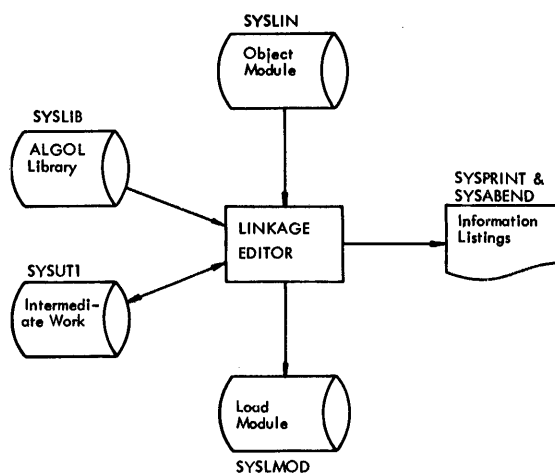 SYSLIN
Object
Module
SYSLIB
ALGOL
Library
SYSPRINT &
SYSABEND
Information
Listings
LINKAGE
EDITOR
SYSUT1
Intermedi-
ate Work
Load
Module
SYSLMOD